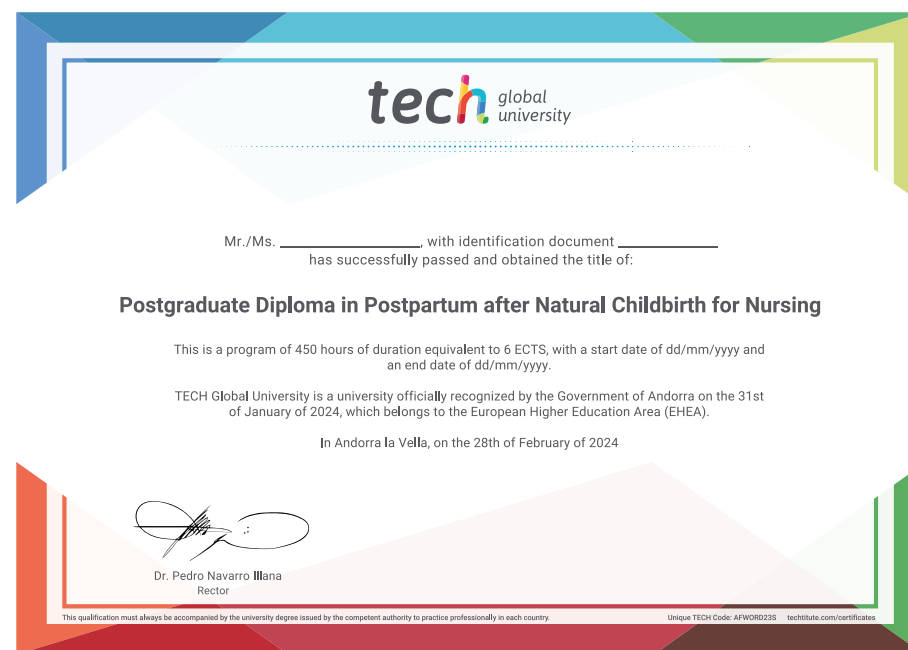 tech global
university
Mr./Ms. ____________________, with identification document ______________
has successfully passed and obtained the title of:
Postgraduate Diploma in Postpartum after Natural Childbirth for Nursing
This is a program of 450 hours of duration equivalent to 6 ECTS, with a start date of dd/mm/yyyy and
an end date of dd/mm/yyyy.
TECH Global University is a university officially recognized by the Government of Andorra on the 31st
of January of 2024, which belongs to the European Higher Education Area (EHEA).
In Andorra la Vella, on the 28th of February of 2024
Dr. Pedro Navarro Illana
Rector
This qualification must always be accompanied by the university degree issued by the competent authority to practice professionally in each country.
Unique TECH Code: AFWORD23S techtitute.com/certificates